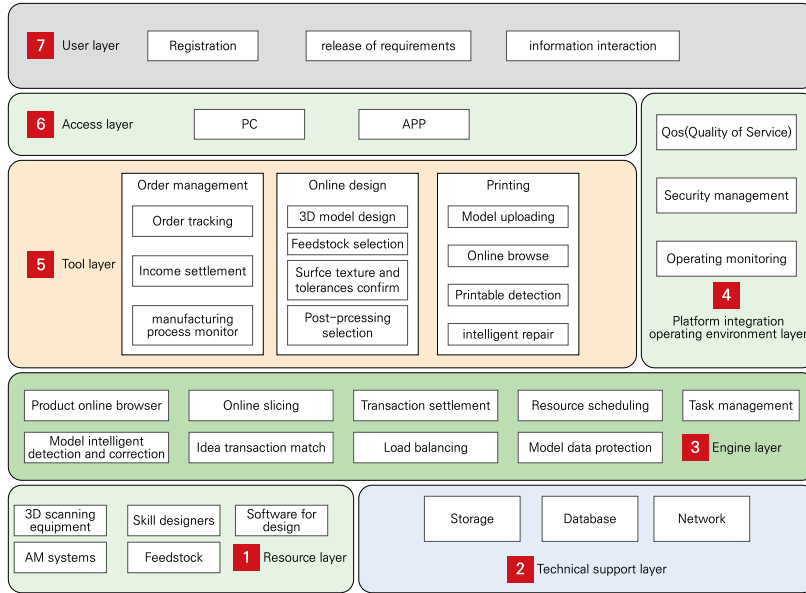 7 User layer
Registration
release of requirements
information interaction
6 Access layer
PC
APP
Qos(Quality of Service)
Security management
Operating monitoring
4
Platform integration
operating environment layer
5 Tool layer
Order management
Order tracking
Income settlement
manufacturing
process monitor
Online design
3D model design
Feedstock selection
Surfce texture and
tolerances confirm
Post-prcessing
selection
Printing
Model uploading
Online browse
Printable detection
intelligent repair
Product online browser
Online slicing
Transaction settlement
Resource scheduling
Task management
Model intelligent
detection and correction
Idea transaction match
Load balancing
Model data protection
3 Engine layer
3D scanning
equipment
Skill designers
Software for
design
AM systems
Feedstock
1 Resource layer
Storage
Database
Network
2 Technical support layer